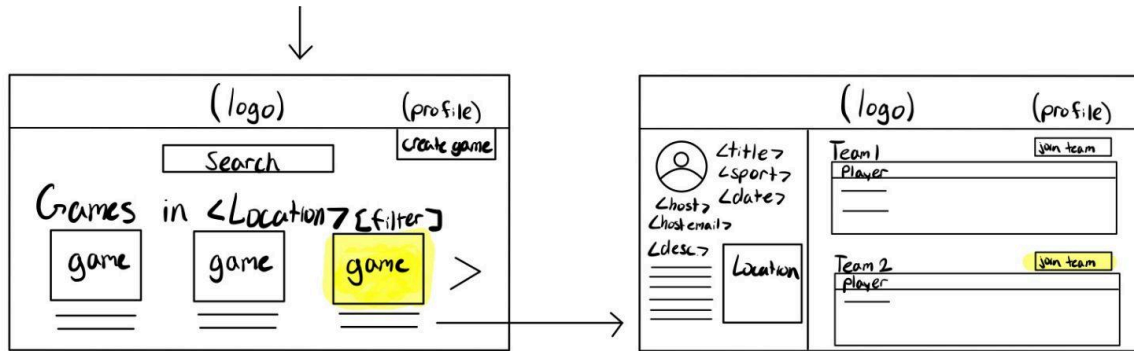 (logo) (profile)
create game
Search
Games in <Location> [filter]
game game game
(logo) (profile)
<title>
<sport>
<date>
<host>
<hostemail>
<desc.>
Location
Team 1 join team
Player
Team 2 join team
Player